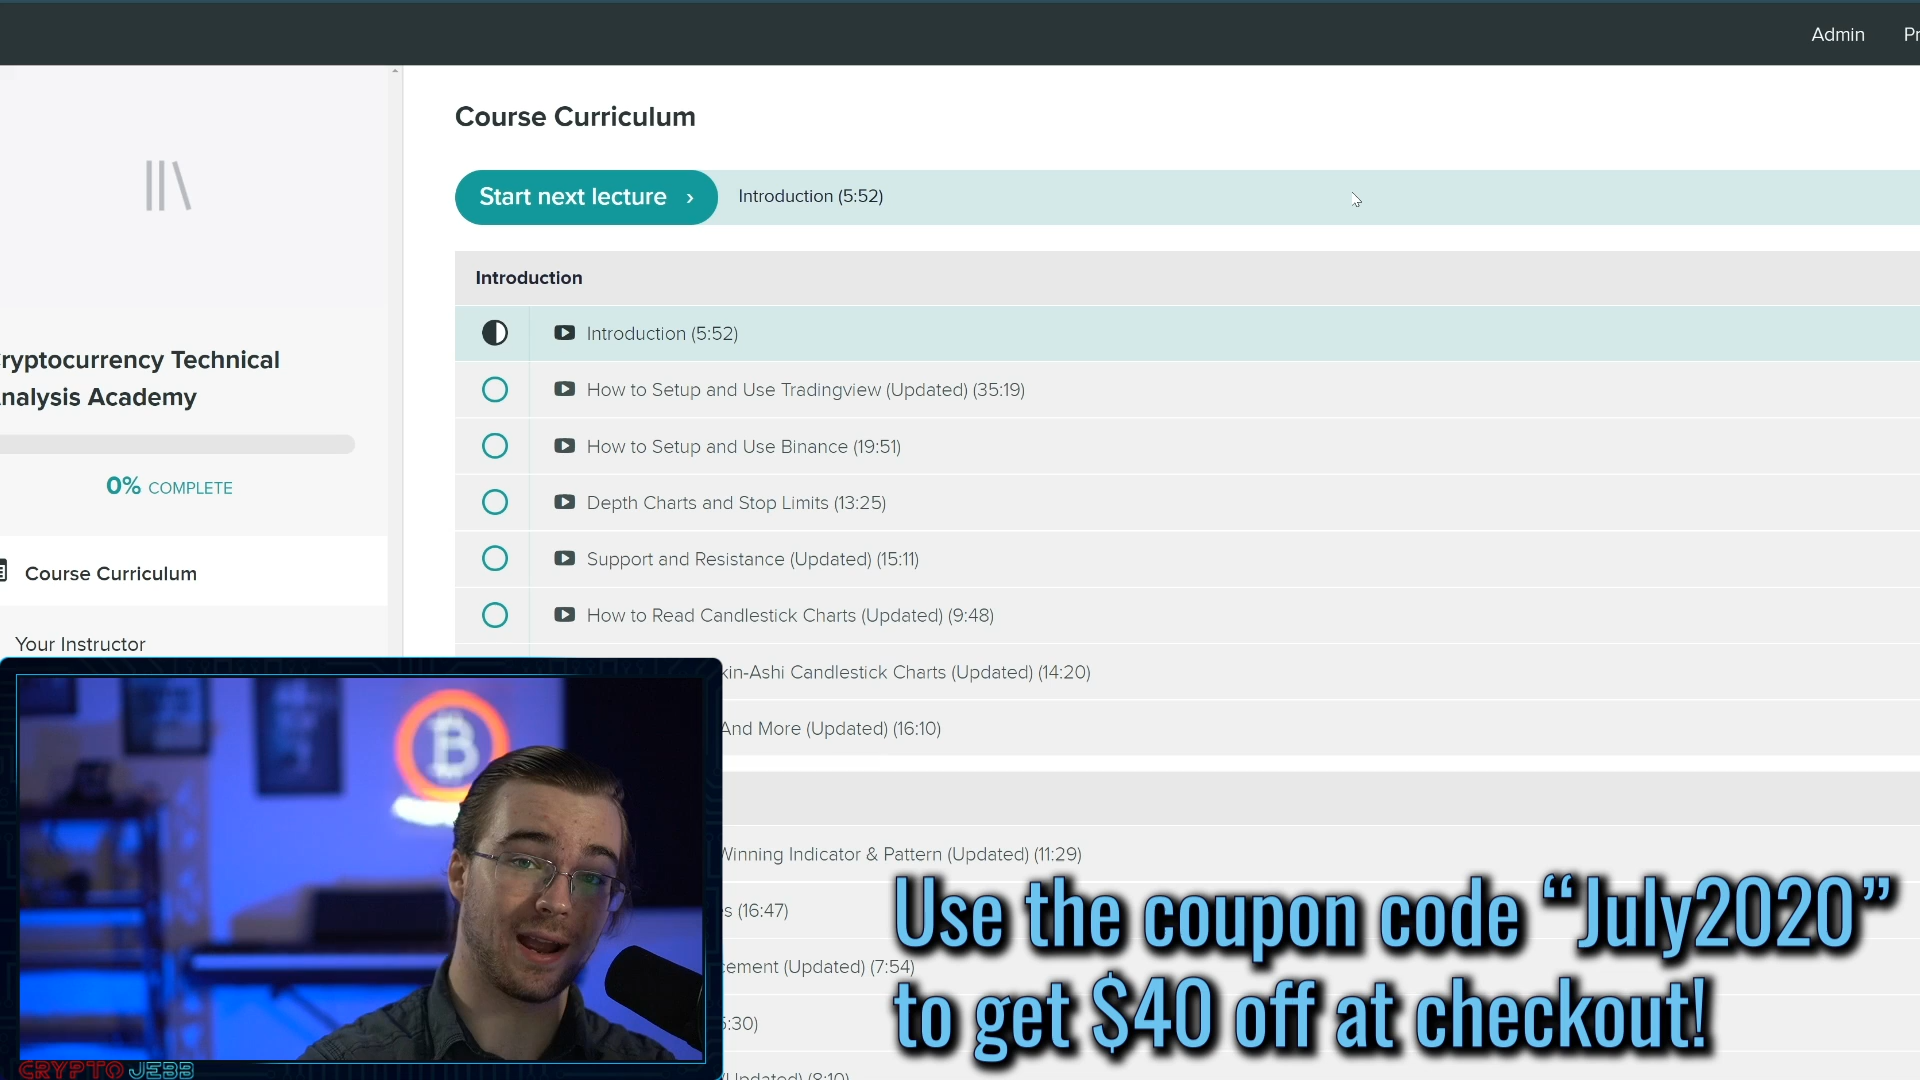 Admin
Course Curriculum
Start next lecture
Introduction (5:52)
Introduction
Introduction (5:52)
How to Setup and Use Tradingview (Updated) (35:19)
How to Setup and Use Binance (19:51)
Depth Charts and Stop Limits (13:25)
Support and Resistance (Updated) (15:11)
How to Read Candlestick Charts (Updated) (9:48)
kin-Ashi Candlestick Charts (Updated) (14:20)
And More (Updated) (16:10)
Winning Indicator & Pattern (Updated) (11:29)
s (16:47)
cement (Updated) (7:54)
:30)
(Updated) (8:10)
ryptocurrency Technical
nalysis Academy
0% COMPLETE
Course Curriculum
Your Instructor
Use the coupon code “July2020”
to get $40 off at checkout!
CRYPTO JEBB